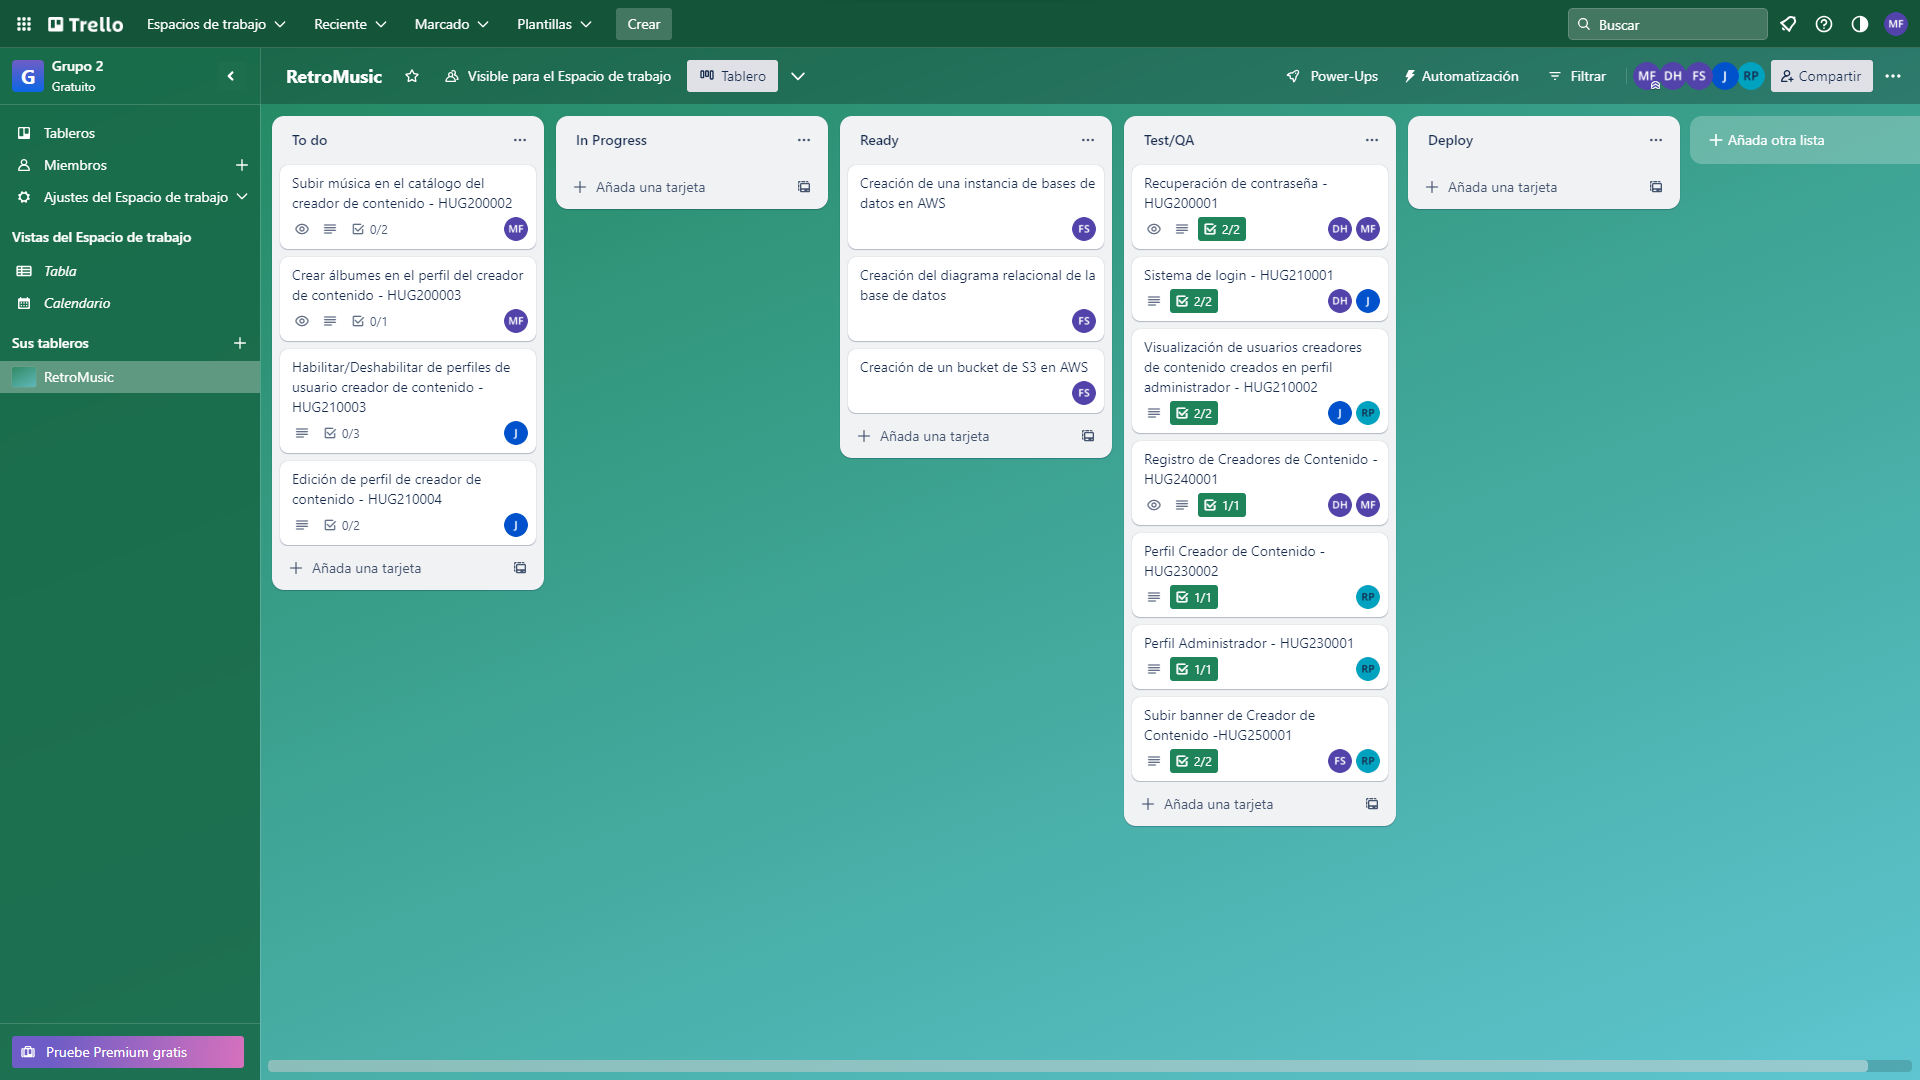 Trello
Espacios de trabajo
Reciente
Marcado
Plantillas
Crear
Buscar
MF
G
Grupo 2
Gratuito
RetroMusic
Visible para el Espacio de trabajo
Tablero
Power-Ups
Automatización
Filtrar
MF DH FS J RP
Compartir
Tableros
Miembros
Ajustes del Espacio de trabajo
Vistas del Espacio de trabajo
Tabla
Calendario
Sus tableros
RetroMusic
Pruebe Premium gratis
To do
Subir música en el catálogo del
creador de contenido - HUG200002
0/2
MF
Crear álbumes en el perfil del creador
de contenido - HUG200003
0/1
MF
Habilitar/Deshabilitar de perfiles de
usuario creador de contenido -
HUG210003
0/3
J
Edición de perfil de creador de
contenido - HUG210004
0/2
J
Añada una tarjeta
In Progress
Añada una tarjeta
Ready
Creación de una instancia de bases de
datos en AWS
FS
Creación del diagrama relacional de la
base de datos
FS
Creación de un bucket de S3 en AWS
FS
Añada una tarjeta
Test/QA
Recuperación de contraseña -
HUG200001
2/2
DH MF
Sistema de login - HUG210001
2/2
DH J
Visualización de usuarios creadores
de contenido creados en perfil
administrador - HUG210002
2/2
J RP
Registro de Creadores de Contenido -
HUG240001
1/1
DH MF
Perfil Creador de Contenido -
HUG230002
1/1
RP
Perfil Administrador - HUG230001
1/1
RP
Subir banner de Creador de
Contenido -HUG250001
2/2
FS RP
Añada una tarjeta
Deploy
Añada una tarjeta
Añada otra lista